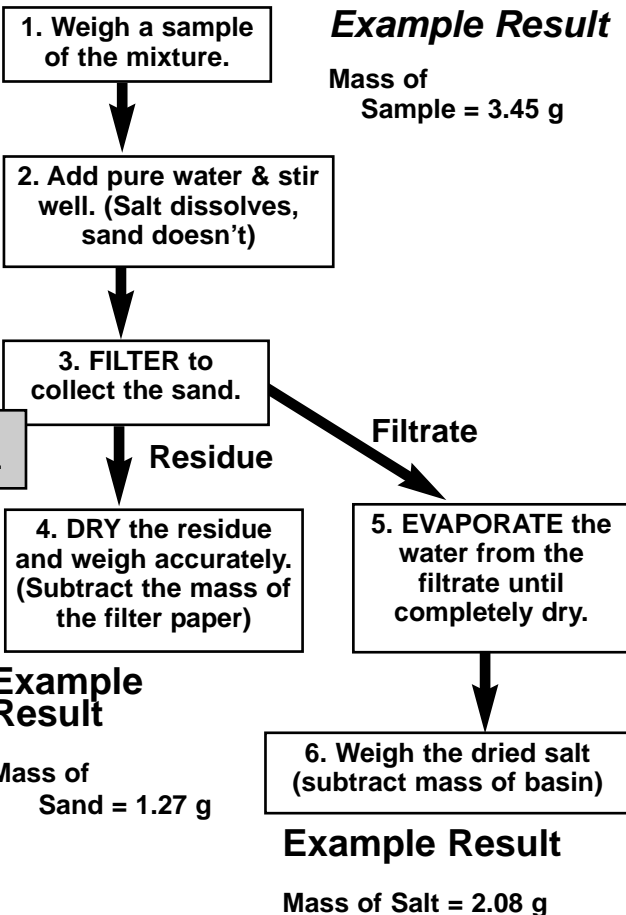 1. Weigh a sample
of the mixture.
Example Result
Mass of
Sample = 3.45 g
2. Add pure water & stir
well. (Salt dissolves,
sand doesn't)
3. FILTER to
collect the sand.
Filtrate
Residue
4. DRY the residue
and weigh accurately.
(Subtract the mass of
the filter paper)
5. EVAPORATE the
water from the
filtrate until
completely dry.
Example
Result
Mass of
Sand = 1.27 g
6. Weigh the dried salt
(subtract mass of basin)
Example Result
Mass of Salt = 2.08 g